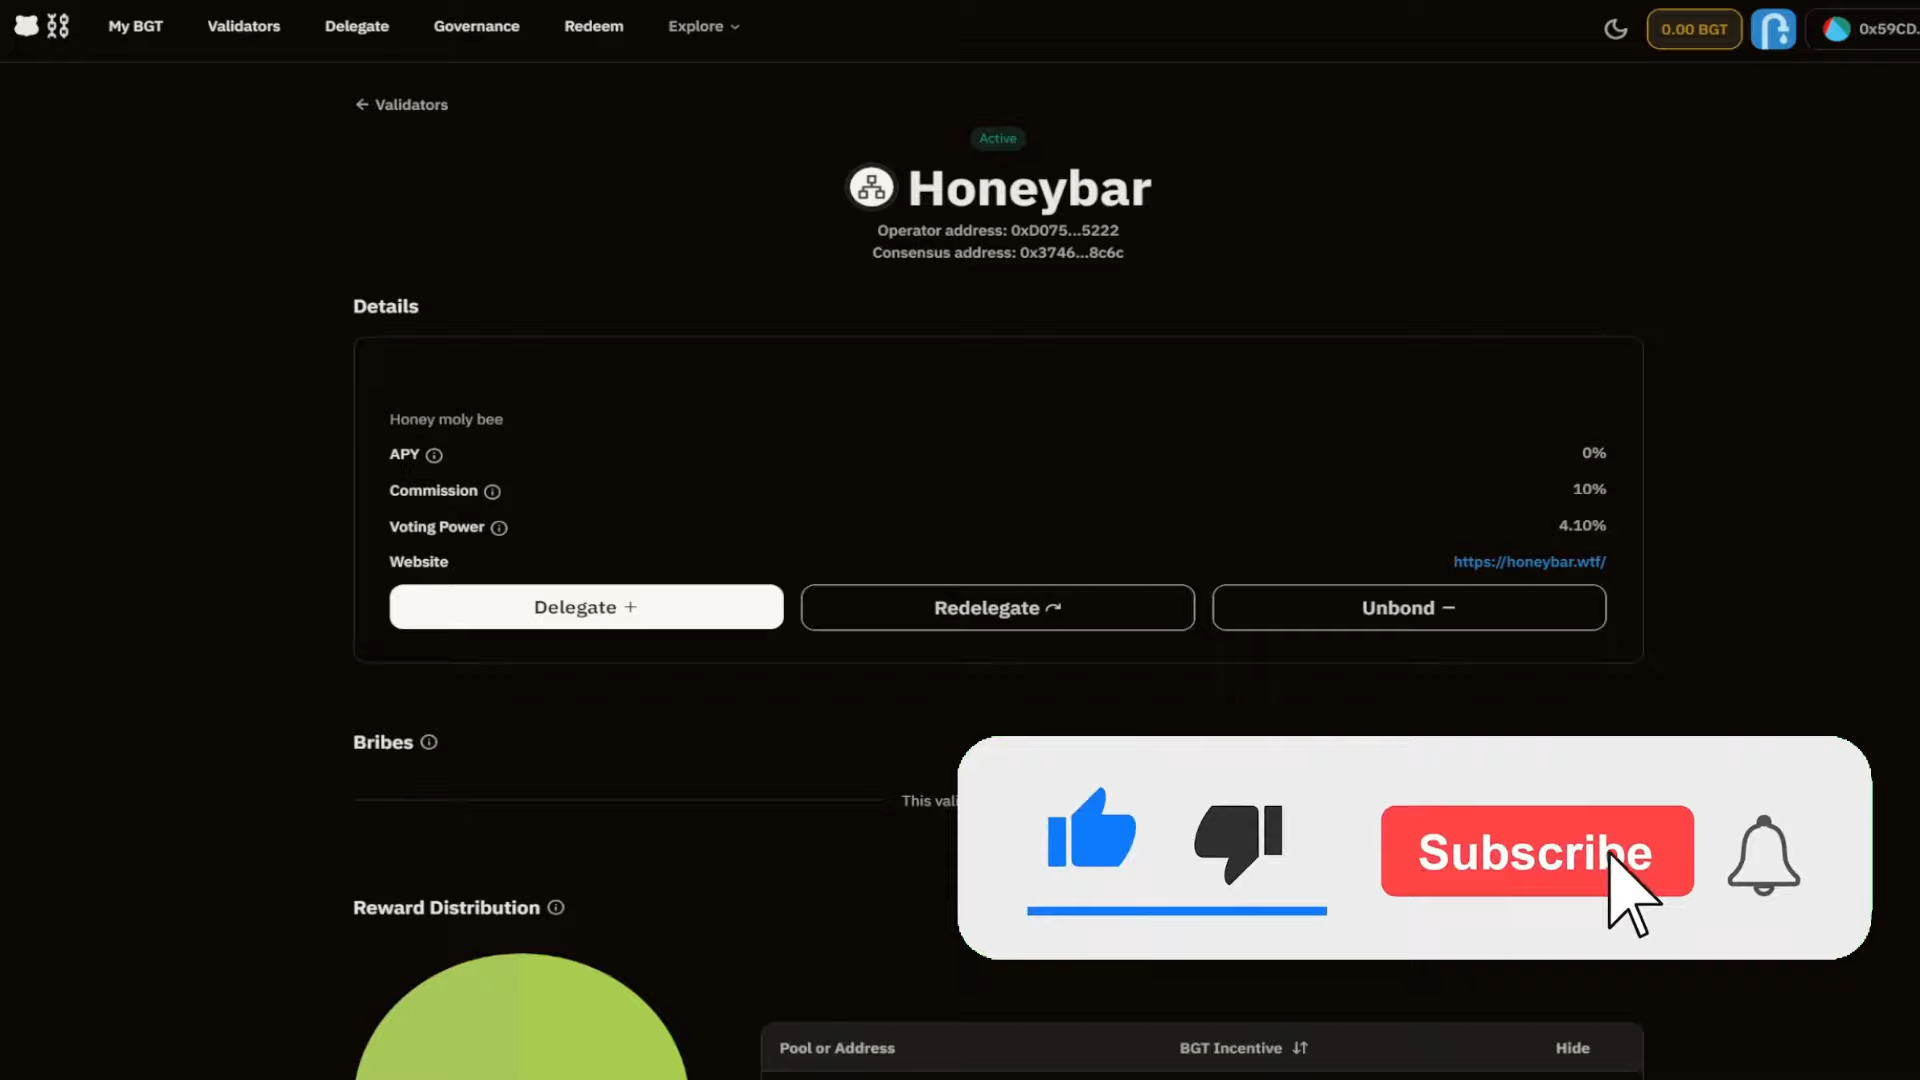 My BGT
Validators
Delegate
Governance
Redeem
Explore
0.00 BGT
0x59CD.
← Validators
Active
Honeybar
Operator address: 0xD075...5222
Consensus address: 0x3746...8c6c
Details
Honey moly bee
APY
0%
Commission
10%
Voting Power
4.10%
Website
https://honeybar.wtf/
Delegate +
Redelegate
Unbond −
Bribes
This vali
Subscribe
Reward Distribution
Pool or Address
BGT Incentive
Hide